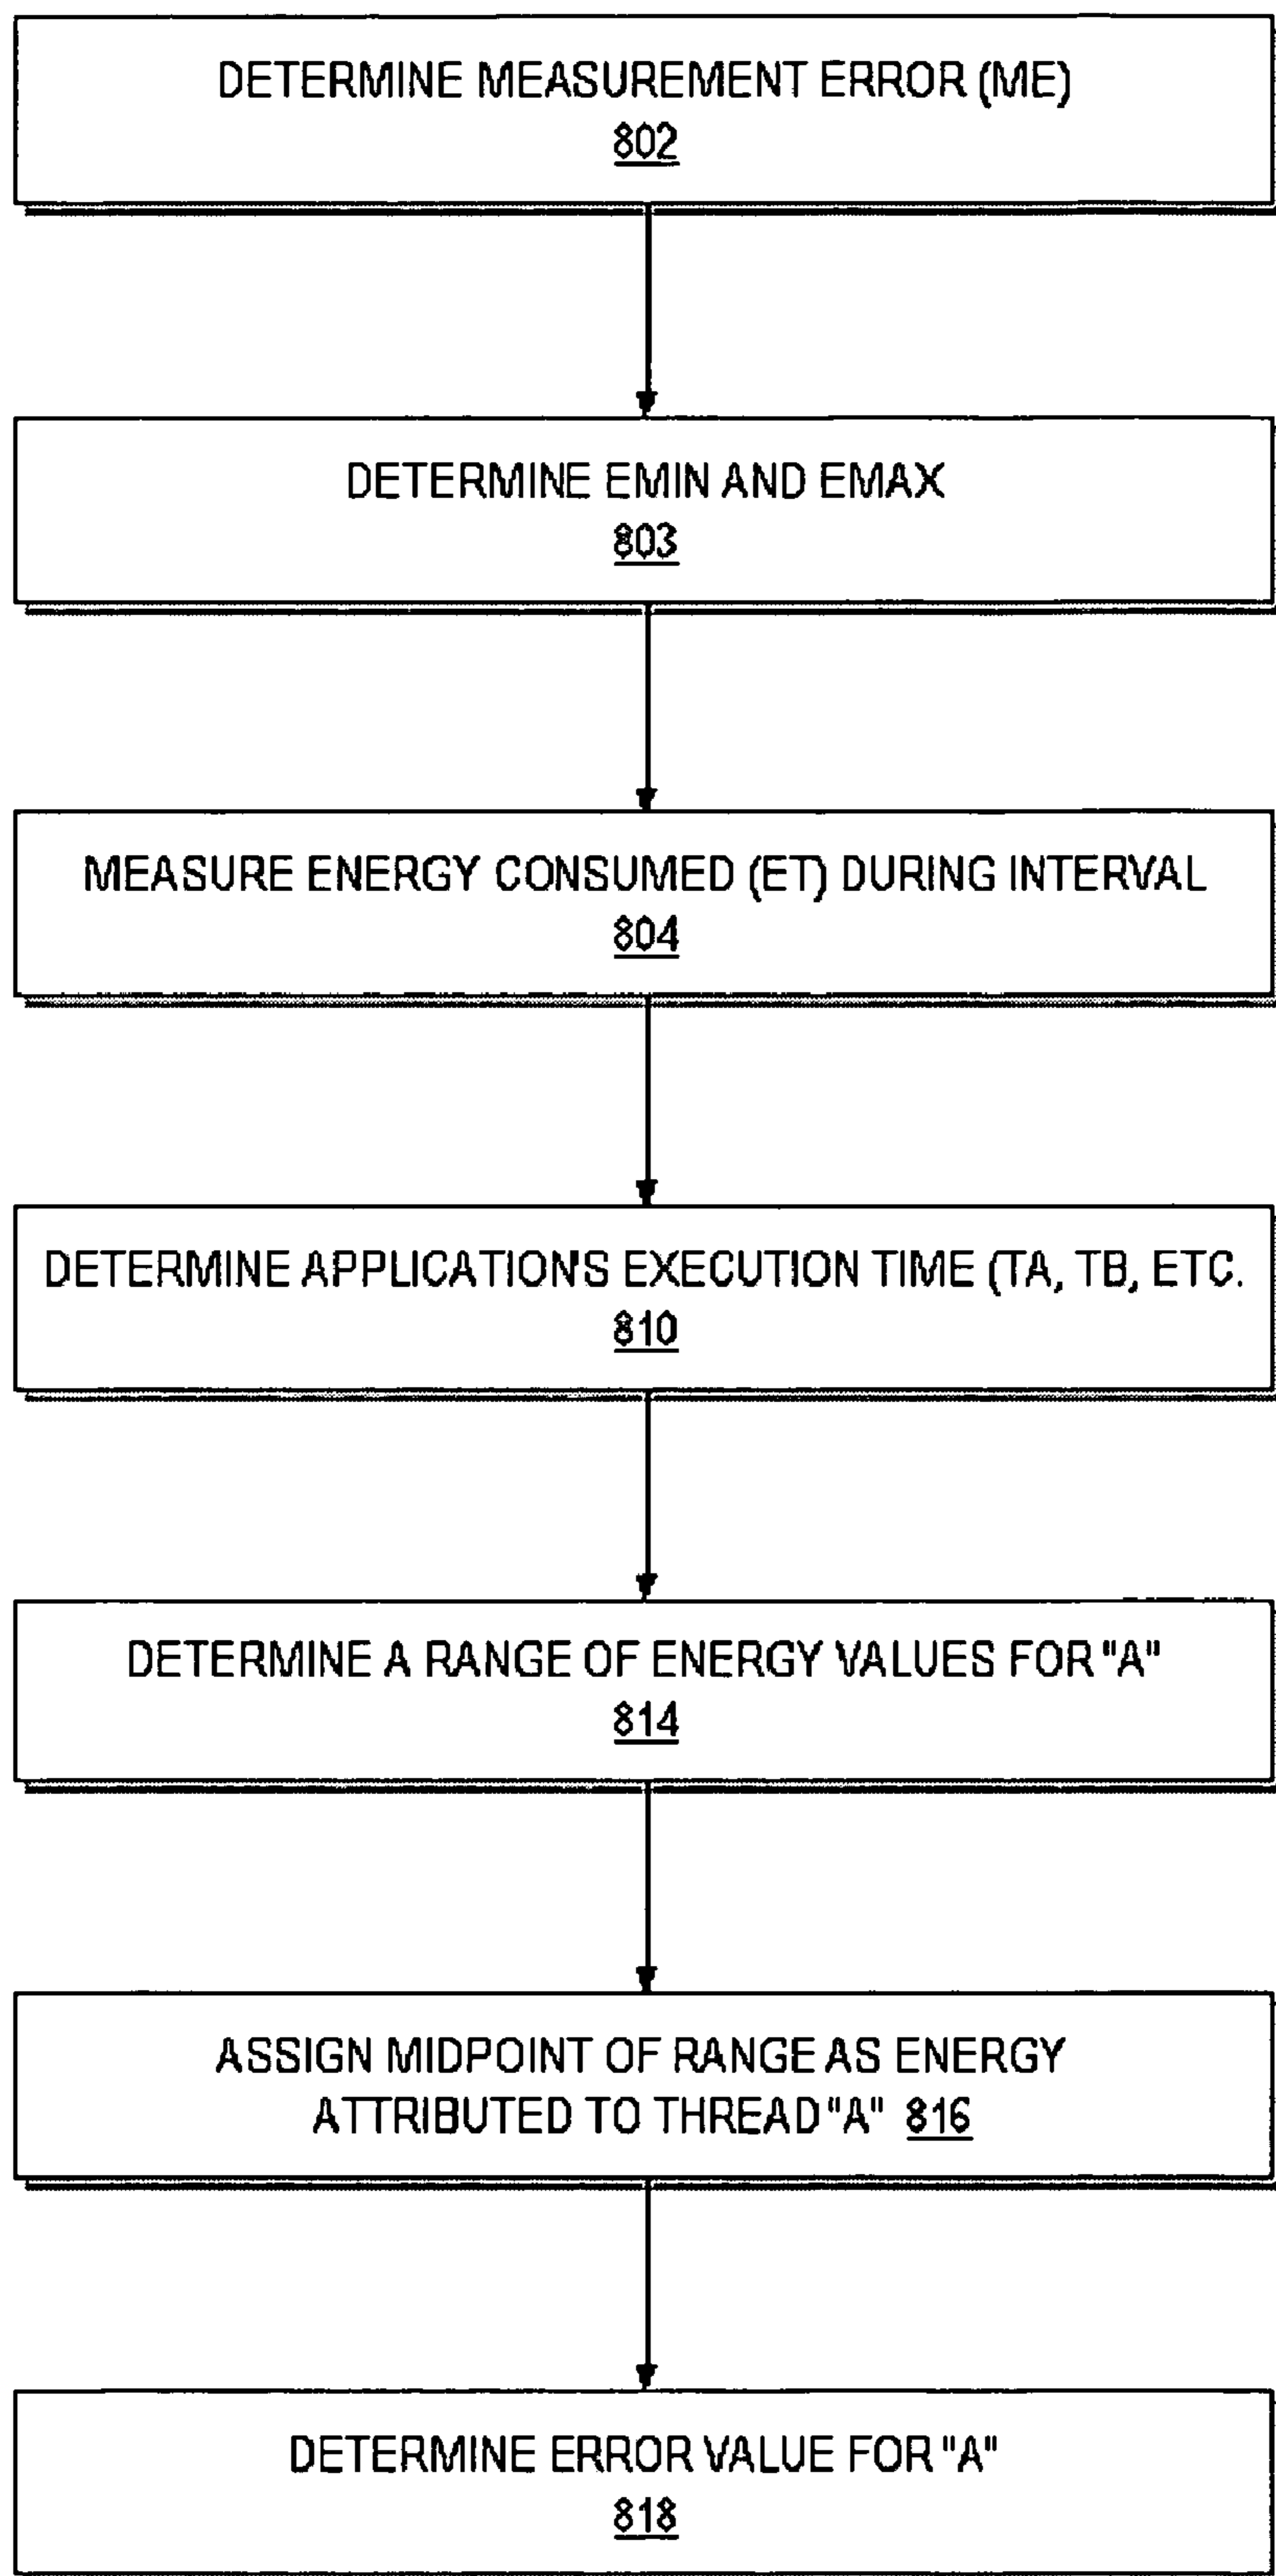 DETERMINE MEASUREMENT ERROR (ME)
802
DETERMINE EMIN AND EMAX
803
MEASURE ENERGY CONSUMED (ET) DURING INTERVAL
804
DETERMINE APPLICATION'S EXECUTION TIME (TA, TB, ETC.
810
DETERMINE A RANGE OF ENERGY VALUES FOR "A"
814
ASSIGN MIDPOINT OF RANGE AS ENERGY
ATTRIBUTED TO THREAD "A" 816
DETERMINE ERROR VALUE FOR "A"
818